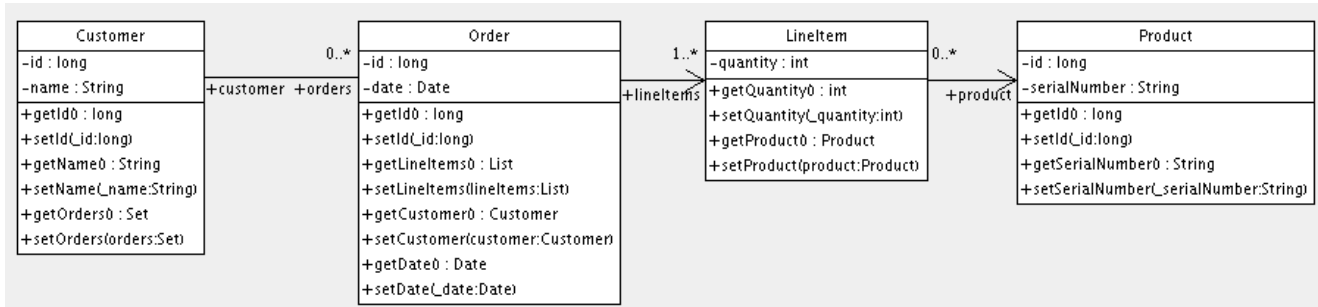 Customer
-id : long
-name : String
+getId() : long
+setId(_id:long)
+getName() : String
+setName(_name:String)
+getOrders() : Set
+setOrders(orders:Set)
0..*
+customer +orders
Order
-id : long
-date : Date
+getId() : long
+setId(_id:long)
+getLineItems() : List
+setLineItems(lineItems:List)
+getCustomer() : Customer
+setCustomer(customer:Customer)
+getDate() : Date
+setDate(_date:Date)
1..*
+lineItems
LineItem
-quantity : int
+getQuantity() : int
+setQuantity(_quantity:int)
+getProduct() : Product
+setProduct(product:Product)
0..*
+product
Product
-id : long
-serialNumber : String
+getId() : long
+setId(_id:long)
+getSerialNumber() : String
+setSerialNumber(_serialNumber:String)